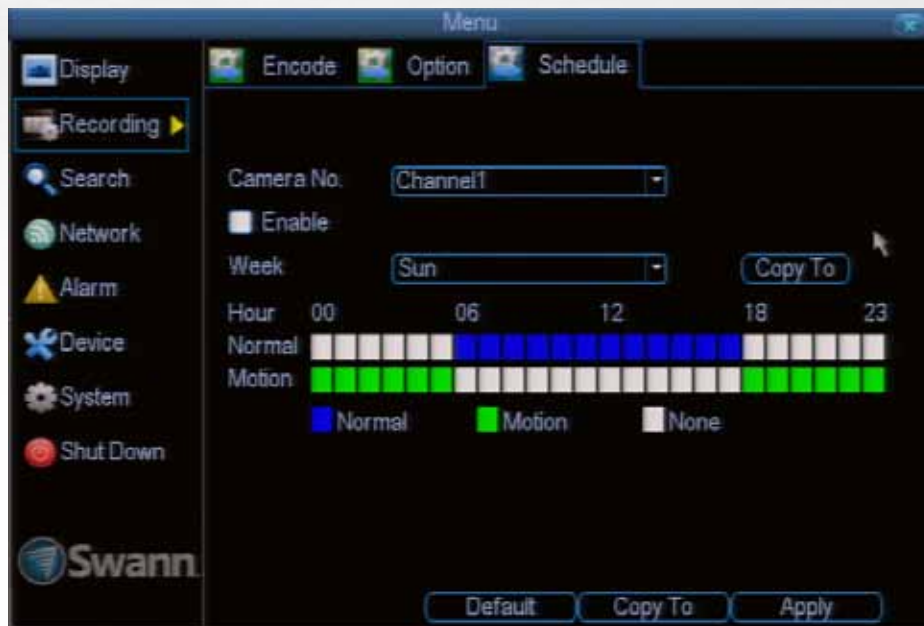 Menu
Display
Recording
Search
Network
Alarm
Device
System
Shut Down
Swann
Encode
Option
Schedule
Camera No. Channel1
Enable
Week Sun Copy To
Hour 00 06 12 18 23
Normal
Motion
Normal Motion None
Default Copy To Apply